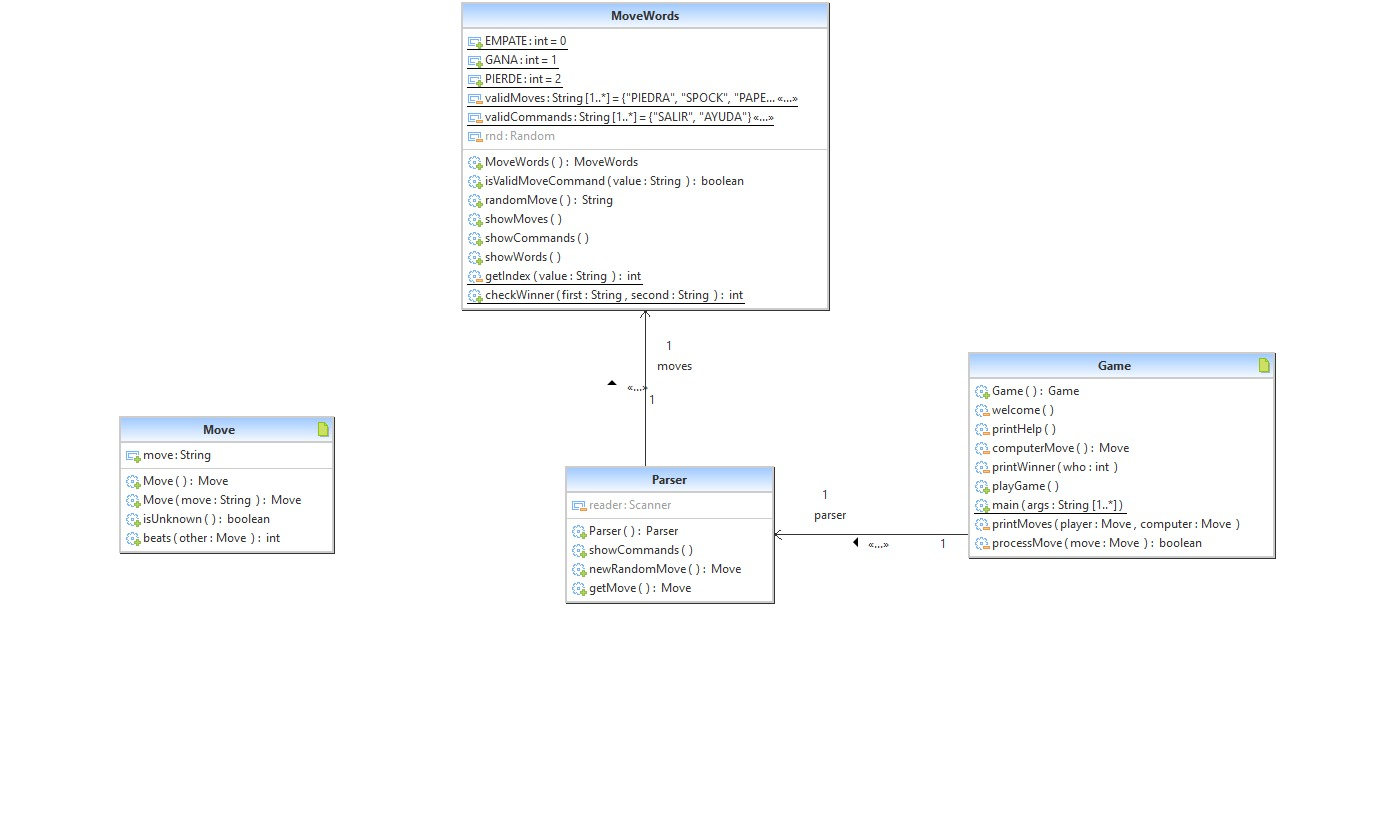 MoveWords
EMPATE : int = 0
GANA : int = 1
PIERDE : int = 2
validMoves : String [1..*] = {"PIEDRA", "SPOCK", "PAPE... «...»
validCommands : String [1..*] = {"SALIR", "AYUDA"} «...»
rnd : Random
MoveWords ( ) : MoveWords
isValidMoveCommand ( value : String ) : boolean
randomMove ( ) : String
showMoves ( )
showCommands ( )
showWords ( )
getIndex ( value : String ) : int
checkWinner ( first : String , second : String ) : int
1
moves
«...»
1
Move
move : String
Move ( ) : Move
Move ( move : String ) : Move
isUnknown ( ) : boolean
beats ( other : Move ) : int
Parser
reader : Scanner
Parser ( ) : Parser
showCommands ( )
newRandomMove ( ) : Move
getMove ( ) : Move
1
parser
«...»
1
Game
Game ( ) : Game
welcome ( )
printHelp ( )
computerMove ( ) : Move
printWinner ( who : int )
playGame ( )
main ( args : String [1..*] )
printMoves ( player : Move , computer : Move )
processMove ( move : Move ) : boolean